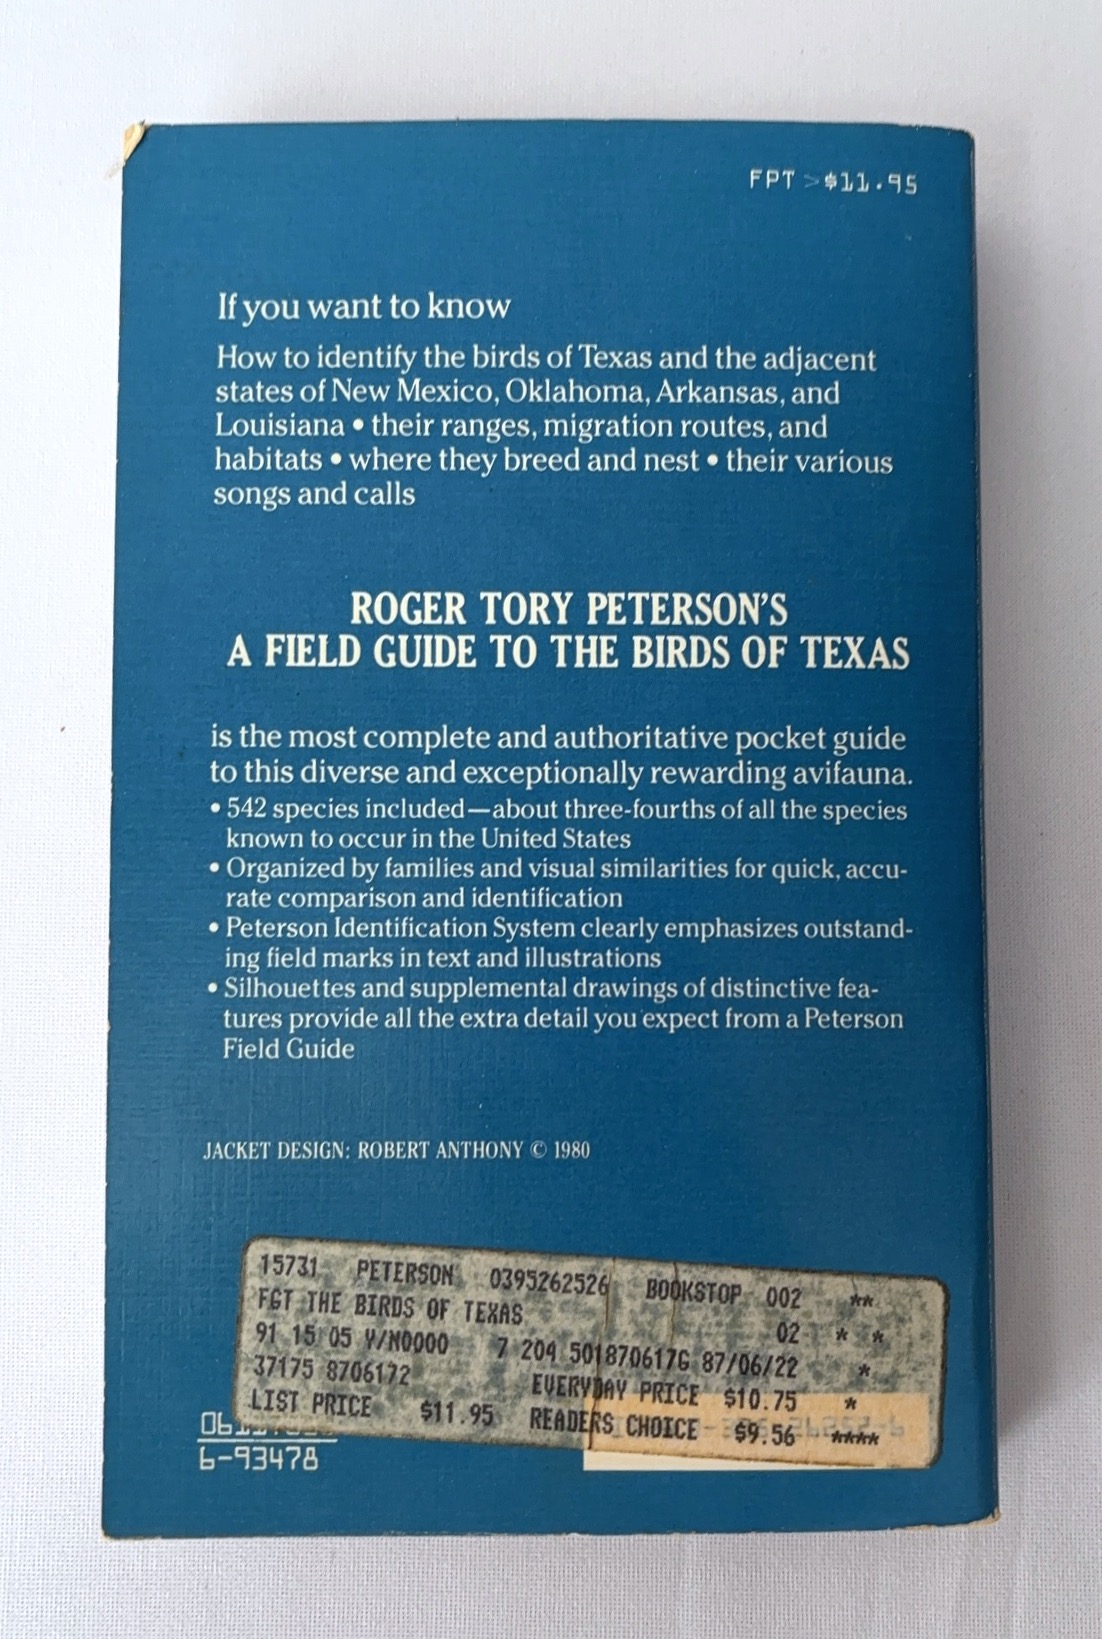 FPT > $11.95
If you want to know
How to identify the birds of Texas and the adjacent
states of New Mexico, Oklahoma, Arkansas, and
Louisiana • their ranges, migration routes, and
habitats • where they breed and nest • their various
songs and calls
ROGER TORY PETERSON'S
A FIELD GUIDE TO THE BIRDS OF TEXAS
is the most complete and authoritative pocket guide
to this diverse and exceptionally rewarding avifauna.
• 542 species included—about three-fourths of all the species
known to occur in the United States
• Organized by families and visual similarities for quick, accu-
rate comparison and identification
• Peterson Identification System clearly emphasizes outstand-
ing field marks in text and illustrations
• Silhouettes and supplemental drawings of distinctive fea-
tures provide all the extra detail you expect from a Peterson
Field Guide
JACKET DESIGN: ROBERT ANTHONY © 1980
15731 PETERSON 0395262526 BOOKSTOP 002 **
FGT THE BIRDS OF TEXAS 02 * *
91 15 05 Y/N0000 7 204 501870617G 87/06/22 *
37175 8706172 EVERYDAY PRICE $10.75 *
LIST PRICE $11.95 READERS CHOICE $9.56 ****
6-93478